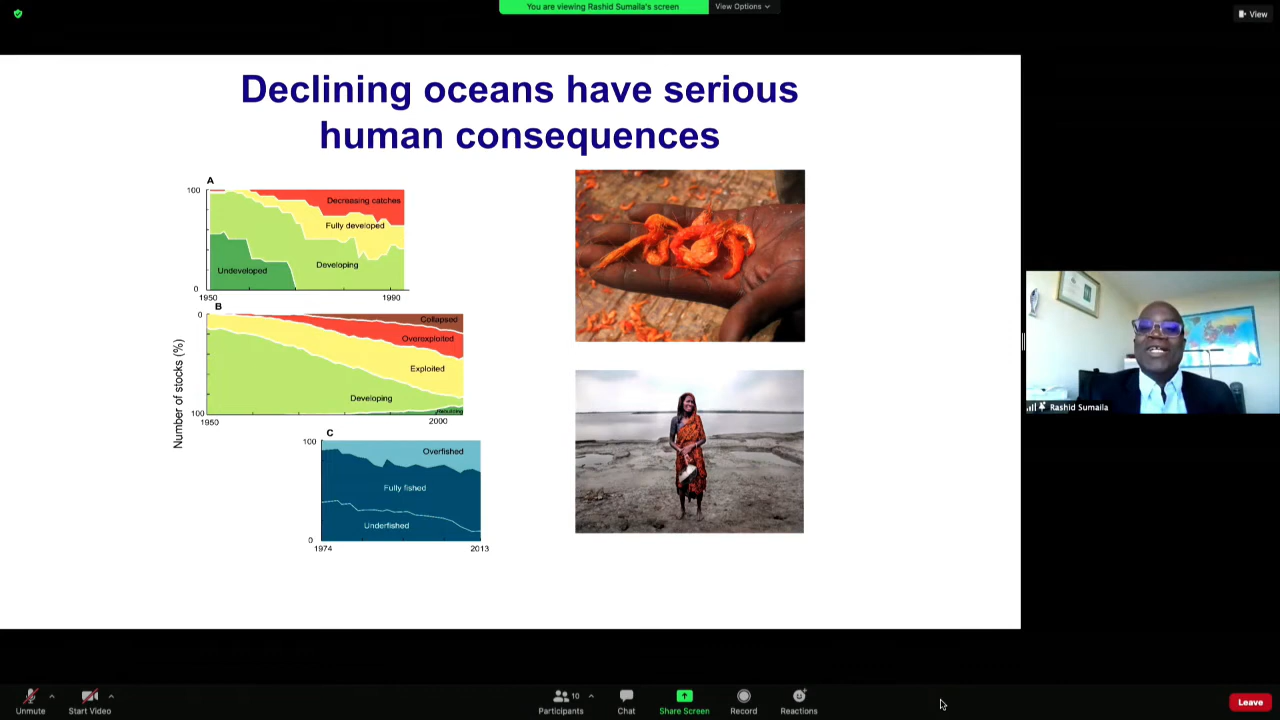 You are viewing Rashid Sumaila's screen
View Options
View
Declining oceans have serious
human consequences
A
100
Decreasing catches
Fully developed
Developing
Undeveloped
0
1950
1990
B
0
Collapsed
Overexploited
Exploited
Developing
Rebuilding
100
1950
2000
Number of stocks (%)
C
100
Overfished
Fully fished
Underfished
0
1974
2013
Rashid Sumaila
Unmute
Start Video
10
Participants
Chat
Share Screen
Record
Reactions
Leave